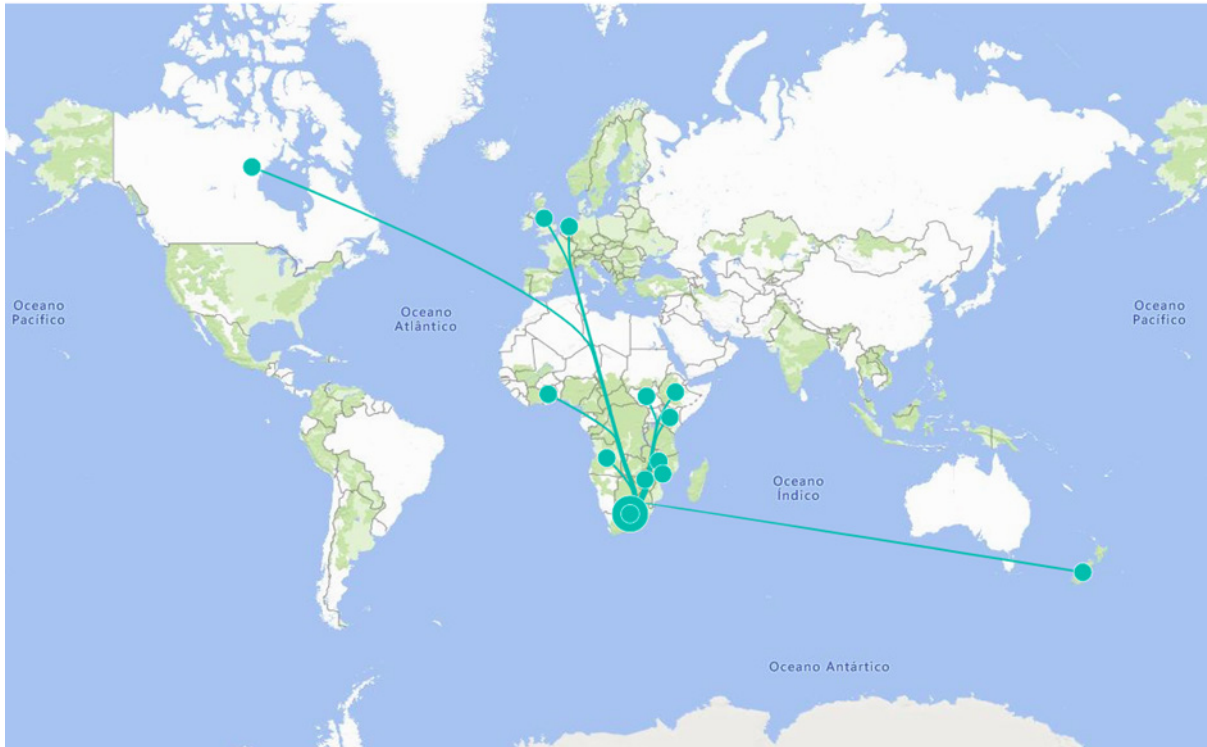 Oceano
Pacífico
Oceano
Atlântico
Oceano
Índico
Oceano
Pacífico
Oceano Antártico